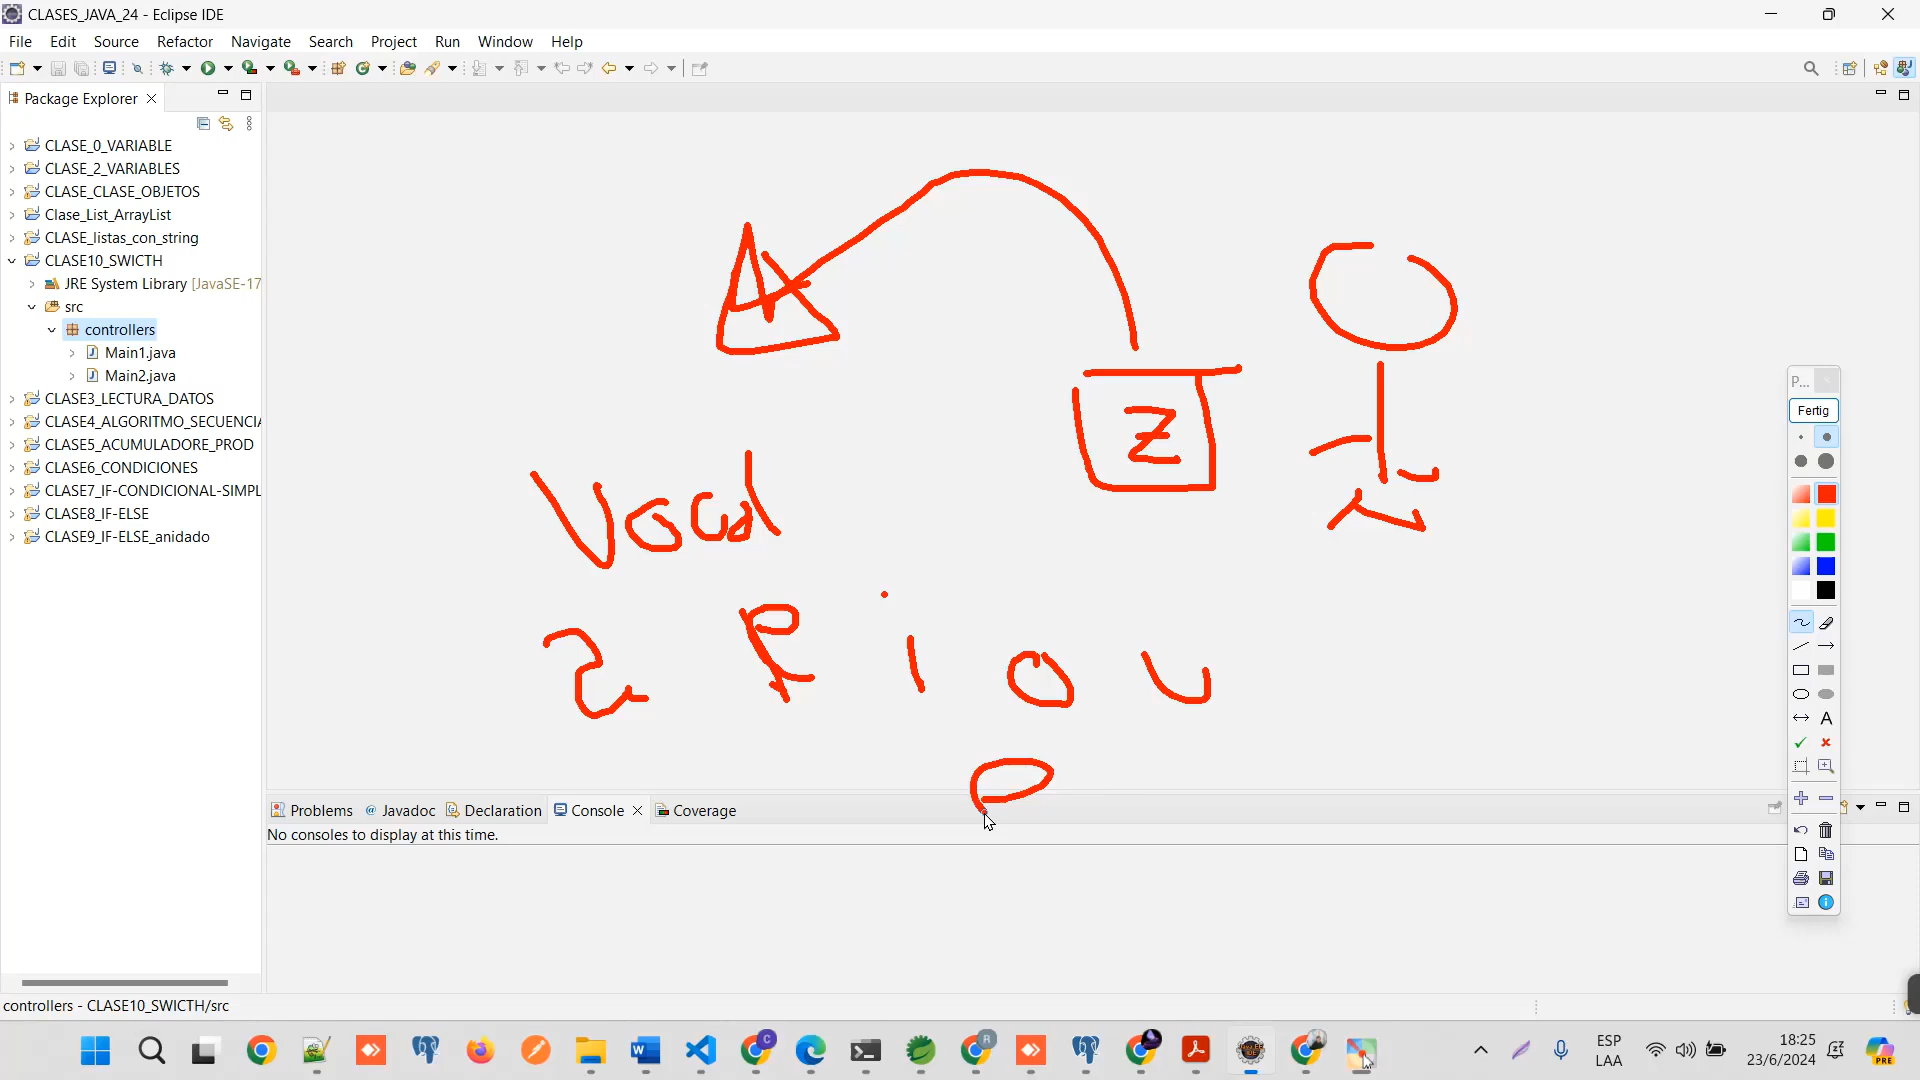 CLASES_JAVA_24 - Eclipse IDE
File Edit Source Refactor Navigate Search Project Run Window Help
Package Explorer
CLASE_0_VARIABLE
CLASE_2_VARIABLES
CLASE_CLASE_OBJETOS
Clase_List_ArrayList
CLASE_listas_con_string
CLASE10_SWICTH
JRE System Library [JavaSE-17
src
controllers
Main1.java
Main2.java
CLASE3_LECTURA_DATOS
CLASE4_ALGORITMO_SECUENCIA
CLASE5_ACUMULADORE_PROD
CLASE6_CONDICIONES
CLASE7_IF-CONDICIONAL-SIMPL
CLASE8_IF-ELSE
CLASE9_IF-ELSE_anidado
Z
Vocal
a e i o u
P...
Fertig
A
Problems Javadoc Declaration Console Coverage
No consoles to display at this time.
controllers - CLASE10_SWICTH/src
ESP
LAA
18:25
23/6/2024